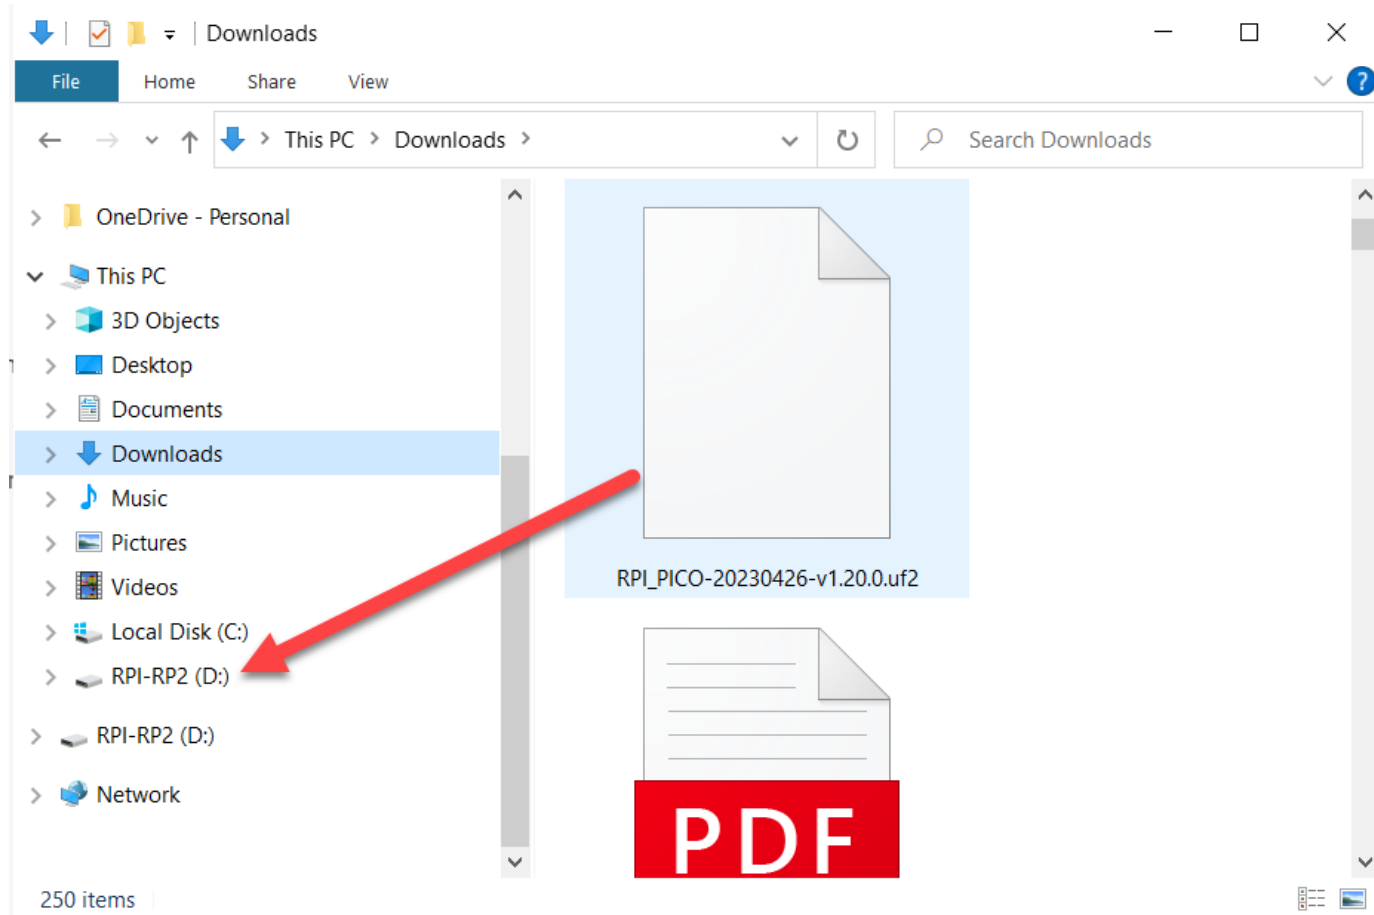 Downloads
File Home Share View
?
This PC Downloads
Search Downloads
OneDrive - Personal
This PC
3D Objects
Desktop
Documents
Downloads
Music
Pictures
Videos
Local Disk (C:)
RPI-RP2 (D:)
RPI-RP2 (D:)
Network
RPI_PICO-20230426-v1.20.0.uf2
PDF
250 items